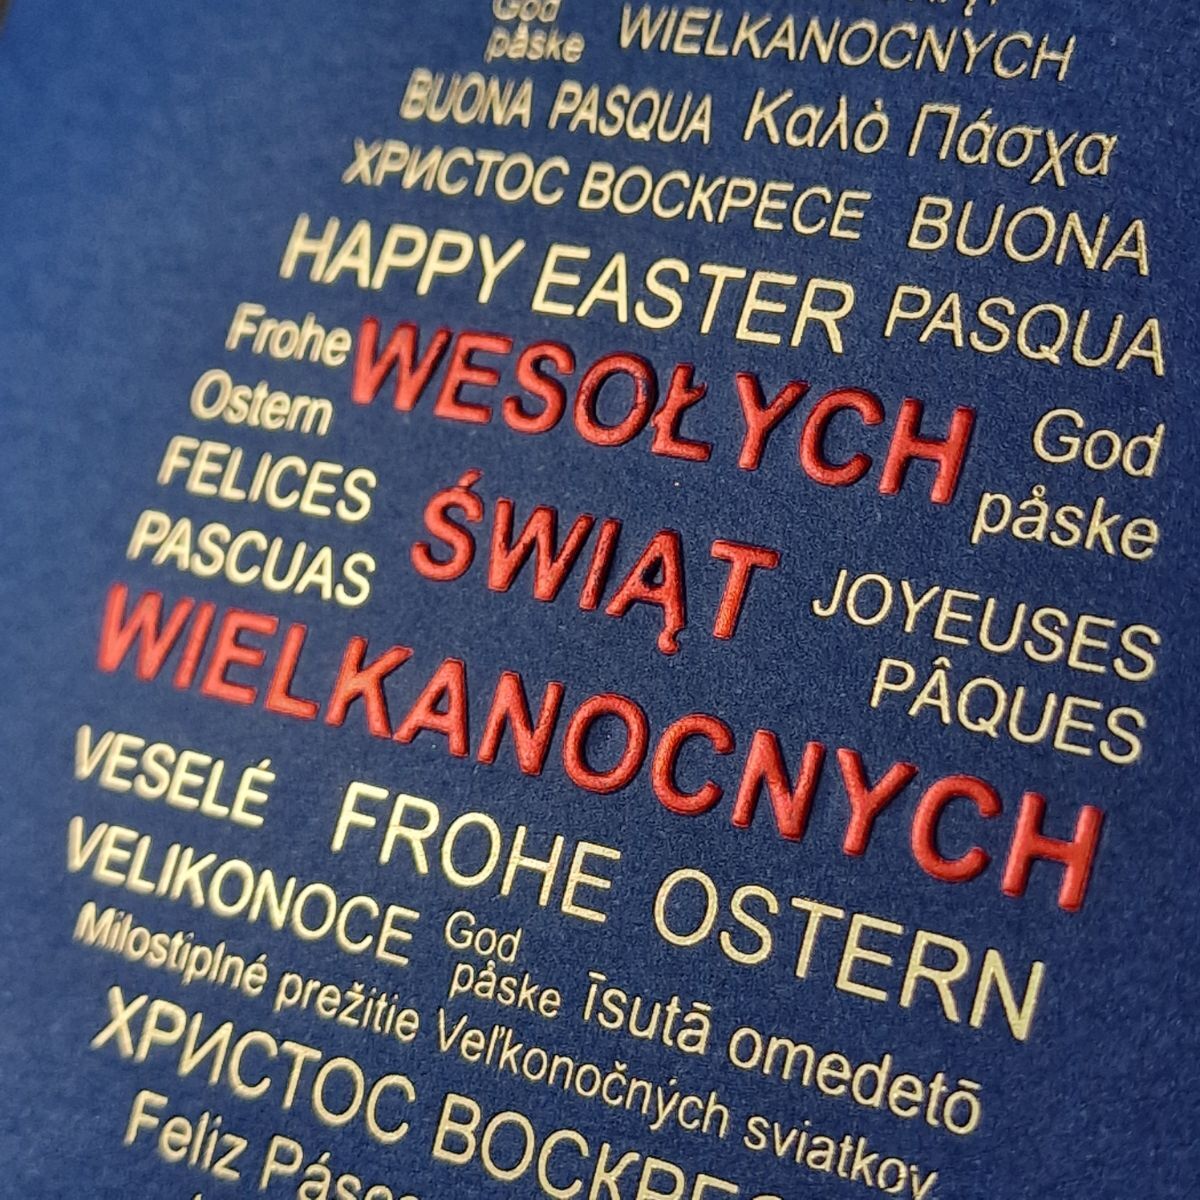 God
påske
WIELKANOCNYCH
BUONA PASQUA
Καλὸ Πάσχα
ХРИСТОС ВОСКРЕСЕ
BUONA
PASQUA
HAPPY EASTER
Frohe
Ostern
WESOŁYCH
God
påske
FELICES
PASCUAS
ŚWIĄT
JOYEUSES
PÂQUES
WIELKANOCNYCH
VESELÉ
VELIKONOCE
FROHE OSTERN
God
påske
Īsutā omedetō
Milostiplné prežitie Veľkonočných sviatkov
ХРИСТОС ВОСКРЕС
Feliz